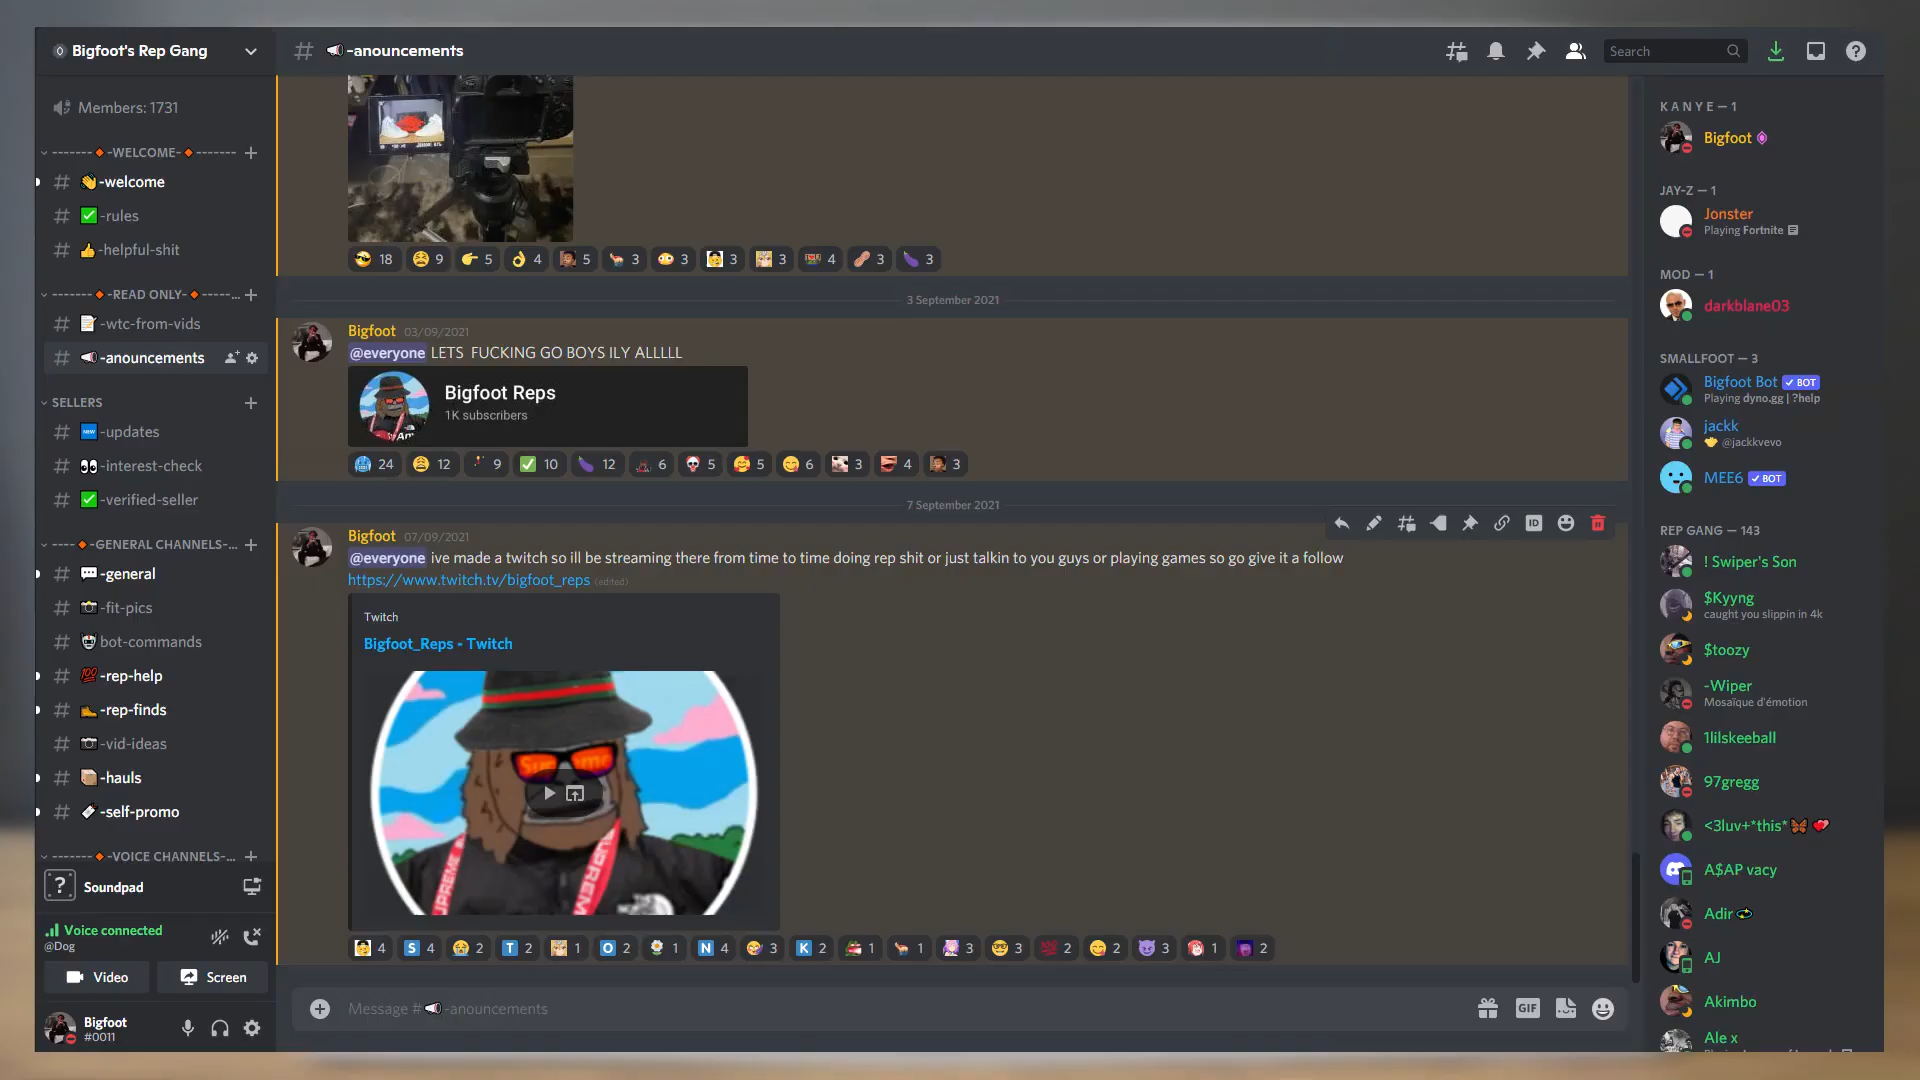 Bigfoot's Rep Gang
Members: 1731
-WELCOME-
-welcome
-rules
-helpful-shit
-READ ONLY-
-wtc-from-vids
-anouncements
SELLERS
-updates
-interest-check
-verified-seller
-GENERAL CHANNELS-...
-general
-fit-pics
bot-commands
-rep-help
-rep-finds
-vid-ideas
-hauls
-self-promo
-VOICE CHANNELS-...
Soundpad
Voice connected
@Dog
Video
Screen
Bigfoot
#0011
-anouncements
Search
18 9 5 4 5 3 3 3 3 4 3 3
3 September 2021
Bigfoot 03/09/2021
@everyone LETS FUCKING GO BOYS ILY ALLLLL
Bigfoot Reps
1K subscribers
24 12 9 10 12 6 5 5 6 3 4 3
7 September 2021
ID
Bigfoot 07/09/2021
@everyone ive made a twitch so ill be streaming there from time to time doing rep shit or just talkin to you guys or playing games so go give it a follow
https://www.twitch.tv/bigfoot_reps (edited)
Twitch
Bigfoot_Reps - Twitch
Supreme
SUPREME
4 S 4 2 T 2 1 O 2 1 N 4 3 K 2 1 1 3 3 2 2 3 1 2
Message # -anouncements
GIF
KANYE — 1
Bigfoot
JAY-Z — 1
Jonster
Playing Fortnite
MOD — 1
darkblane03
SMALLFOOT — 3
Bigfoot Bot BOT
Playing dyno.gg | ?help
jackk
@jackkvevo
MEE6 BOT
REP GANG — 143
! Swiper's Son
$Kyyng
caught you slippin in 4k
$toozy
-Wiper
Mosaïque d'émotion
1lilskeeball
97gregg
<3luv+*this*
A$AP vacy
Adir
AJ
Akimbo
Ale x